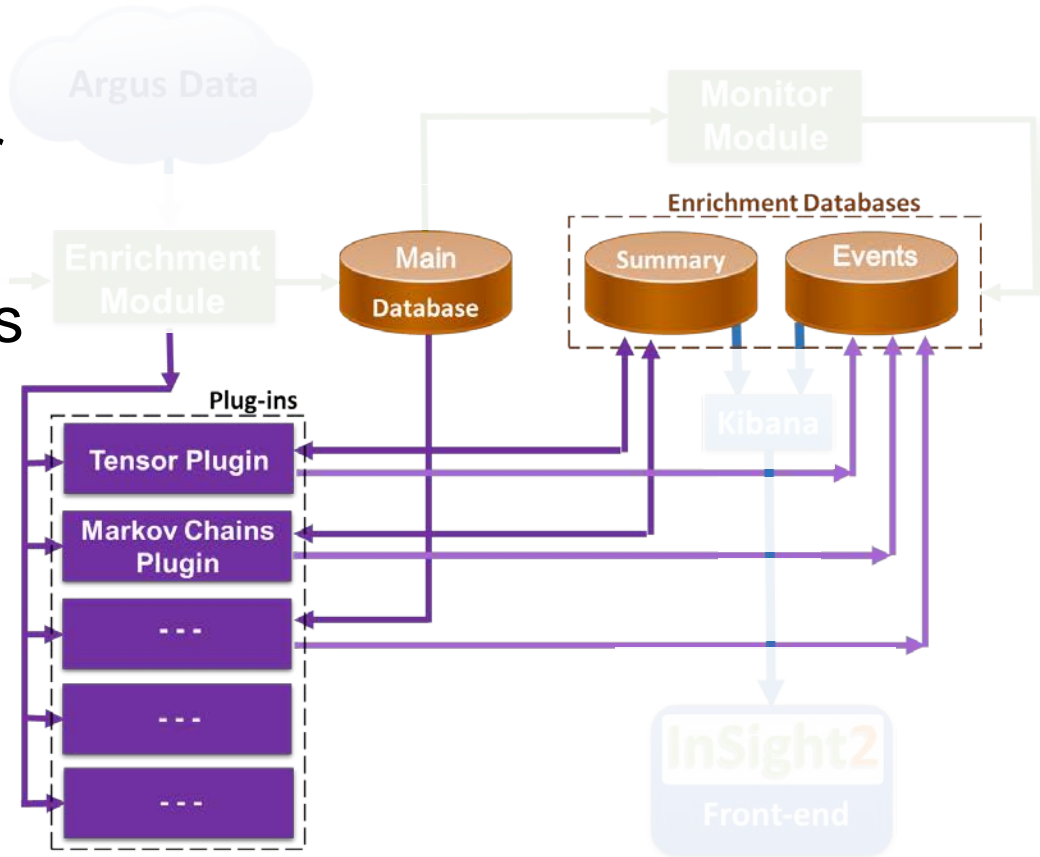 Argus Data
Monitor
Module
Enrichment Databases
Enrichment
Module
Main
Database
Summary
Events
s
Plug-ins
Kibana
Tensor Plugin
Markov Chains
Plugin
- - -
- - -
- - -
InSight2
Front-end